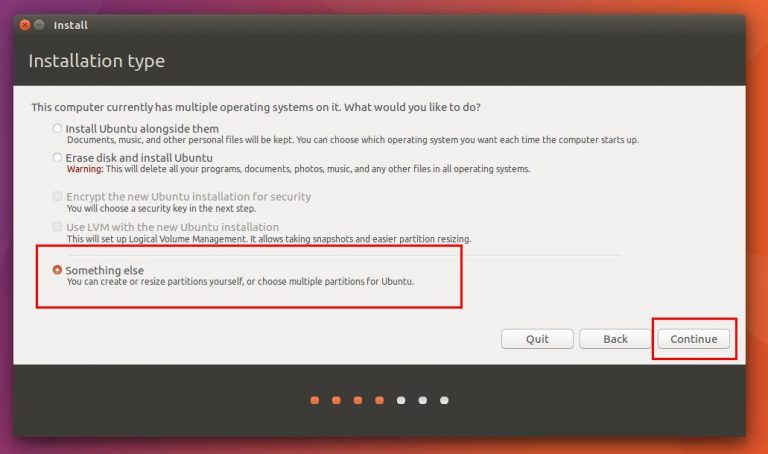 Install
Installation type
This computer currently has multiple operating systems on it. What would you like to do?
Install Ubuntu alongside them
Documents, music, and other personal files will be kept. You can choose which operating system you want each time the computer starts up.
Erase disk and install Ubuntu
Warning: This will delete all your programs, documents, photos, music, and any other files in all operating systems.
Encrypt the new Ubuntu installation for security
You will choose a security key in the next step.
Use LVM with the new Ubuntu installation
This will set up Logical Volume Management. It allows taking snapshots and easier partition resizing.
Something else
You can create or resize partitions yourself, or choose multiple partitions for Ubuntu.
Quit Back Continue